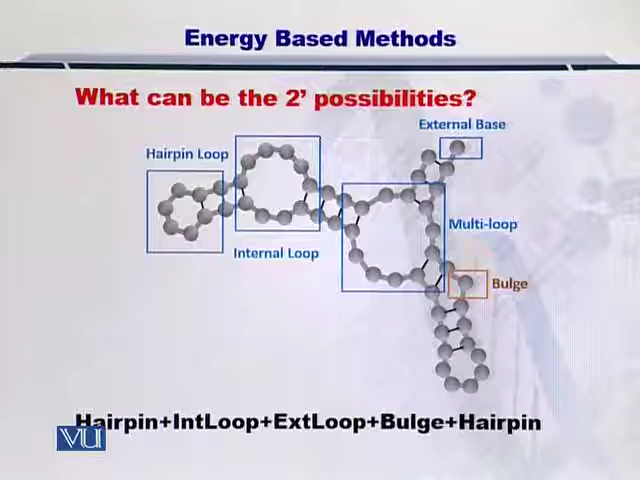 Energy Based Methods
What can be the 2’ possibilities?
External Base
Hairpin Loop
Multi-loop
Internal Loop
Bulge
Hairpin+IntLoop+ExtLoop+Bulge+Hairpin
VU